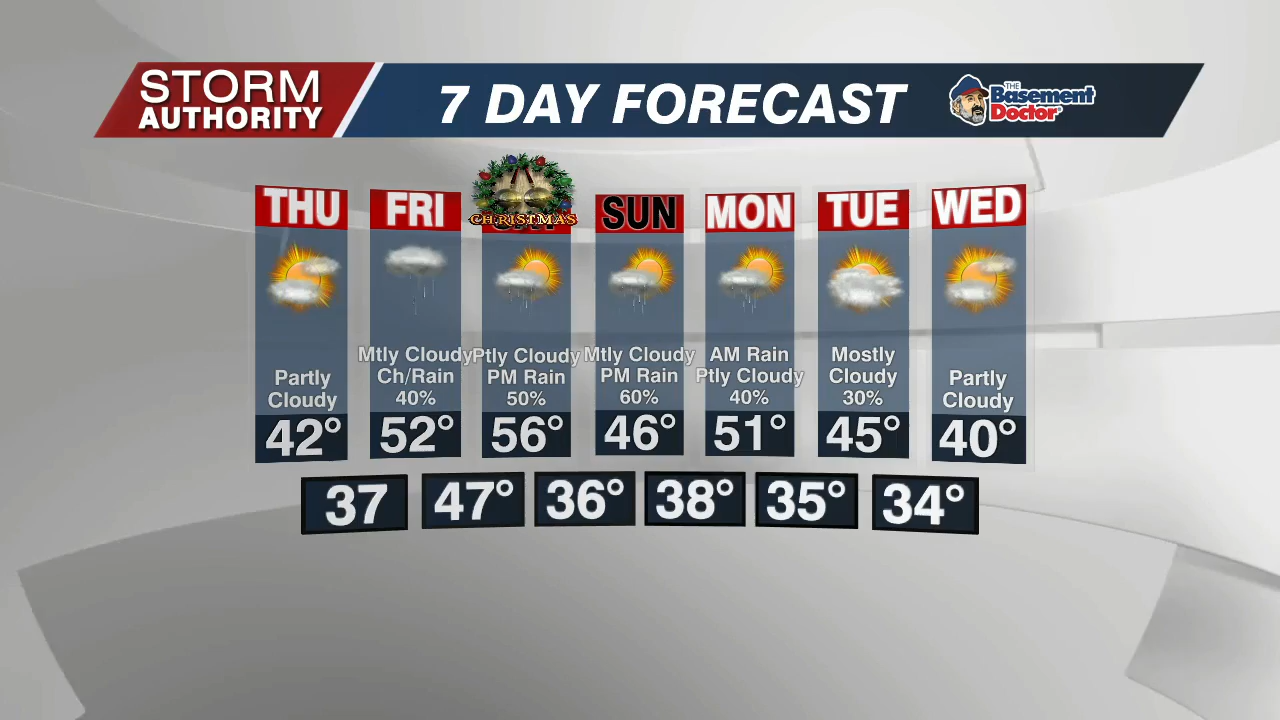 STORM
AUTHORITY
7 DAY FORECAST
THE
Basement
Doctor
THU
FRI
CHRISTMAS
SUN
MON
TUE
WED
Partly
Cloudy
42°
Mtly Cloudy
Ch/Rain
40%
52°
Ptly Cloudy
PM Rain
50%
56°
Mtly Cloudy
PM Rain
60%
46°
AM Rain
Ptly Cloudy
40%
51°
Mostly
Cloudy
30%
45°
Partly
Cloudy
40°
37
47°
36°
38°
35°
34°